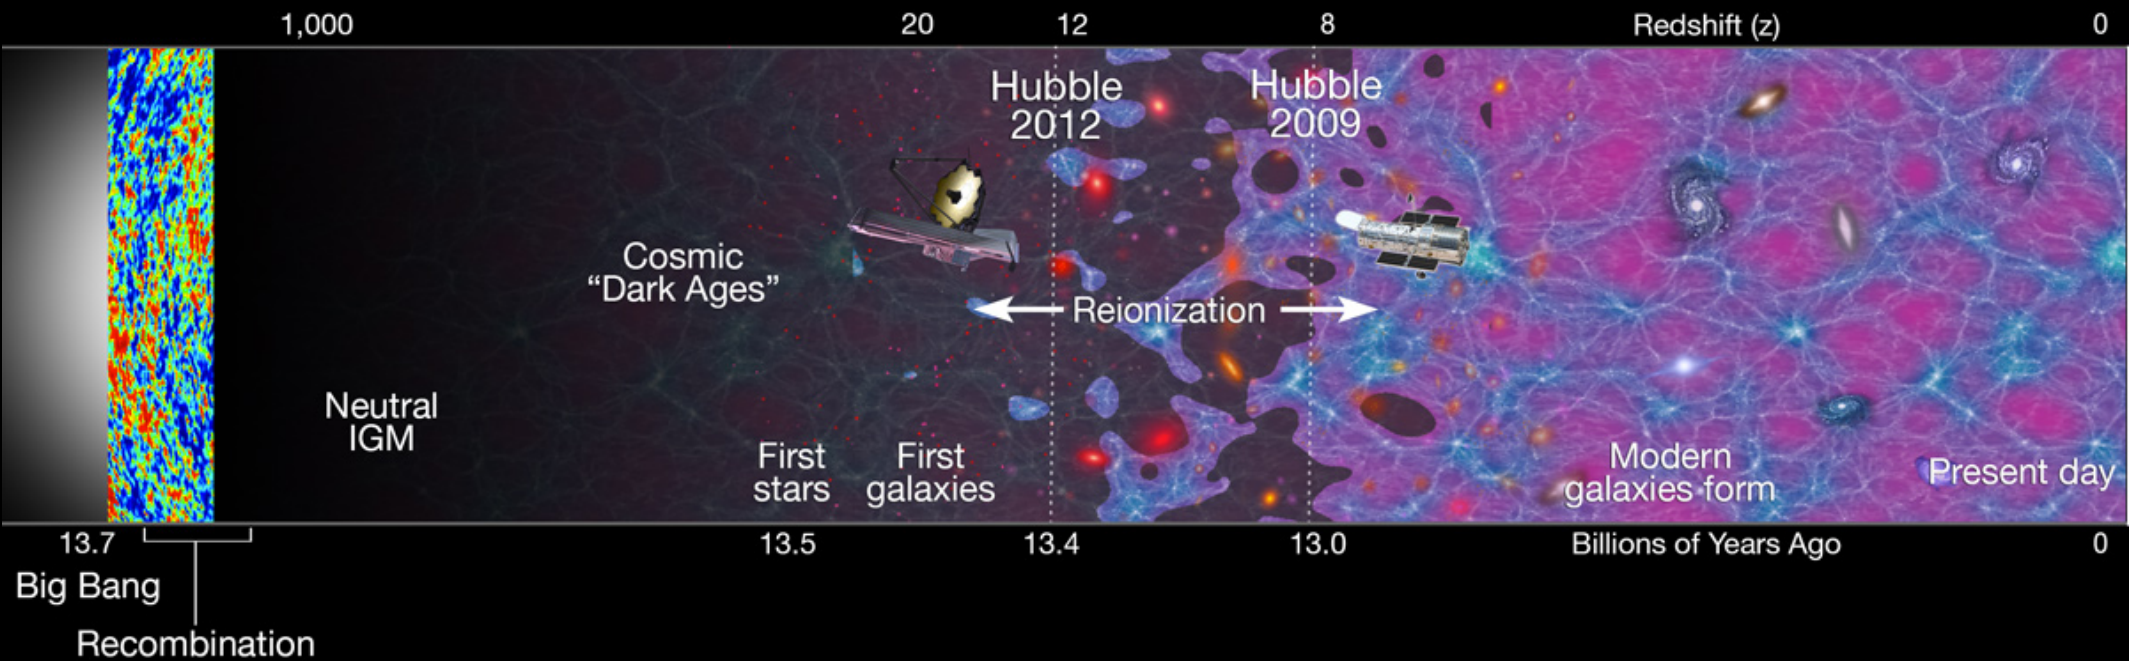 1,000 20 12 8 Redshift (z) 0
Hubble
2012
Hubble
2009
Cosmic
“Dark Ages”
Reionization
Neutral
IGM
First
stars
First
galaxies
Modern
galaxies form
Present day
13.7 13.5 13.4 13.0 Billions of Years Ago 0
Big Bang
Recombination